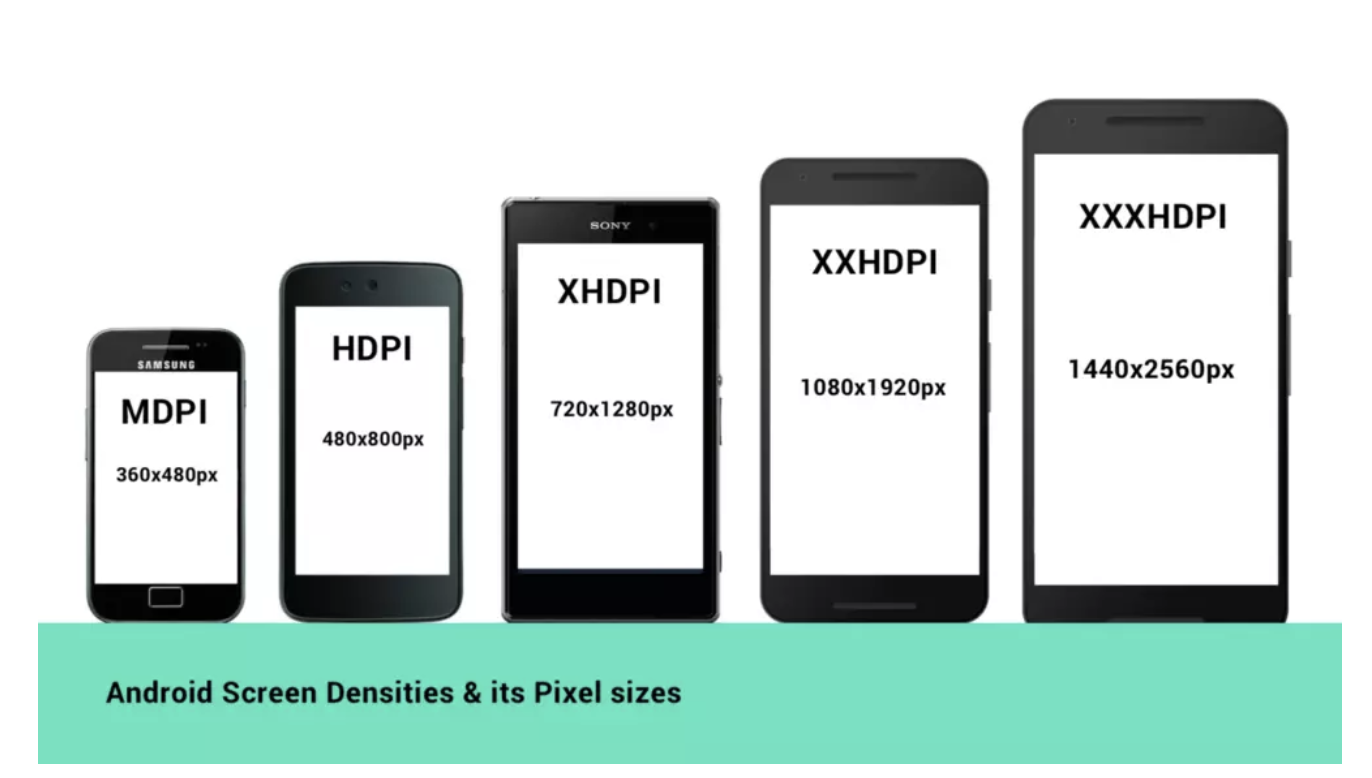 SAMSUNG
MDPI
360x480px
HDPI
480x800px
SONY
XHDPI
720x1280px
XXHDPI
1080x1920px
XXXHDPI
1440x2560px
Android Screen Densities & its Pixel sizes